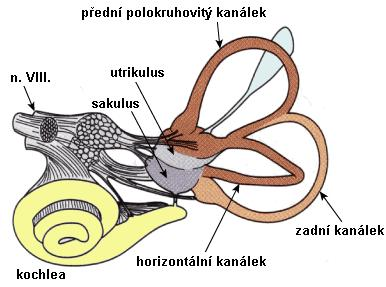 přední polokruhovitý kanálek
utrikulus
n. VIII.
sakulus
zadní kanálek
horizontální kanálek
kochlea